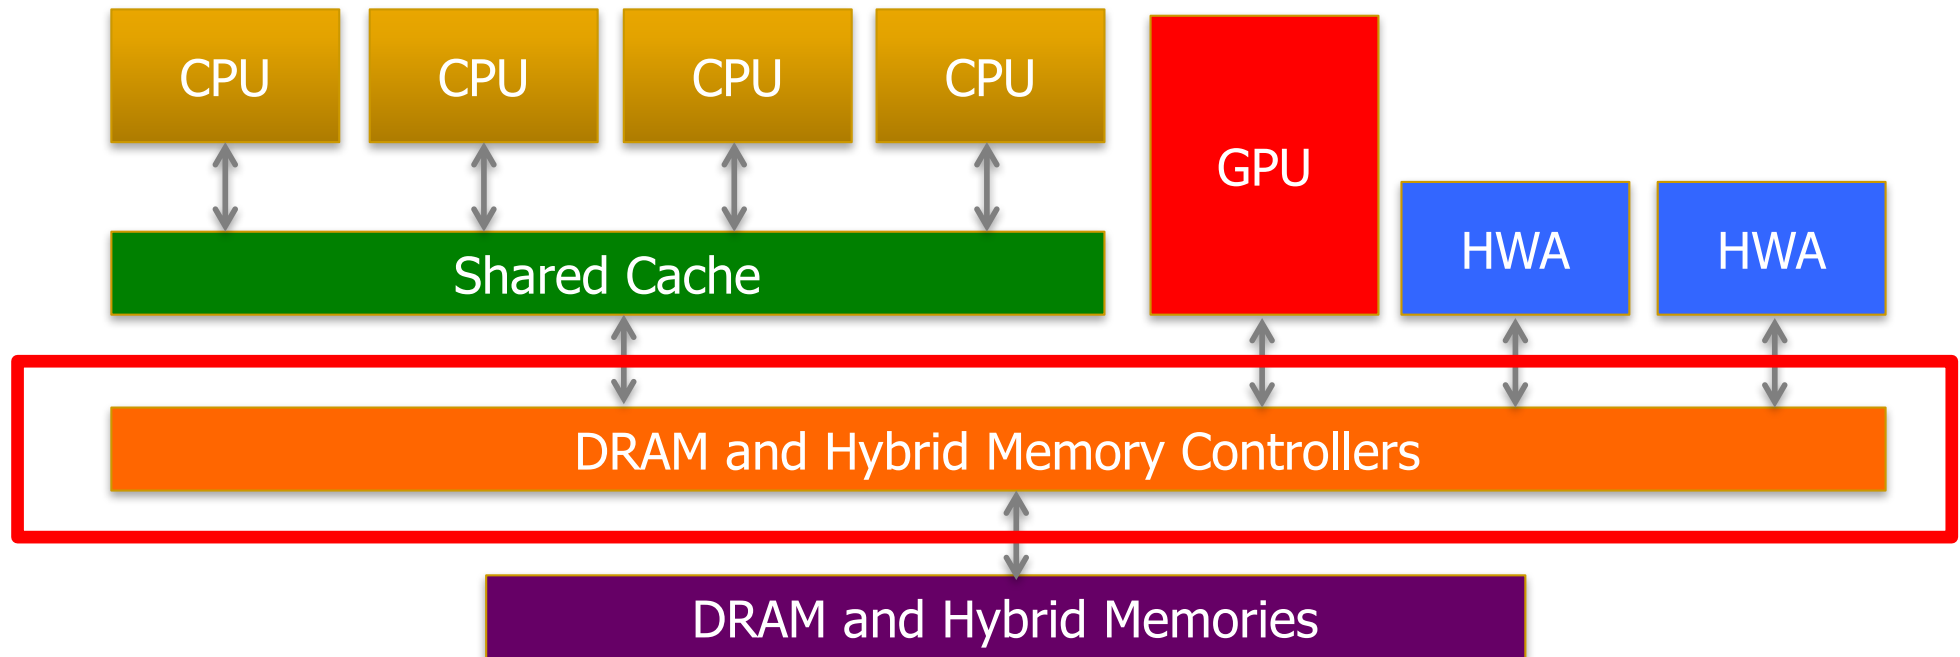 CPU
CPU
CPU
CPU
GPU
HWA
HWA
Shared Cache
DRAM and Hybrid Memory Controllers
DRAM and Hybrid Memories